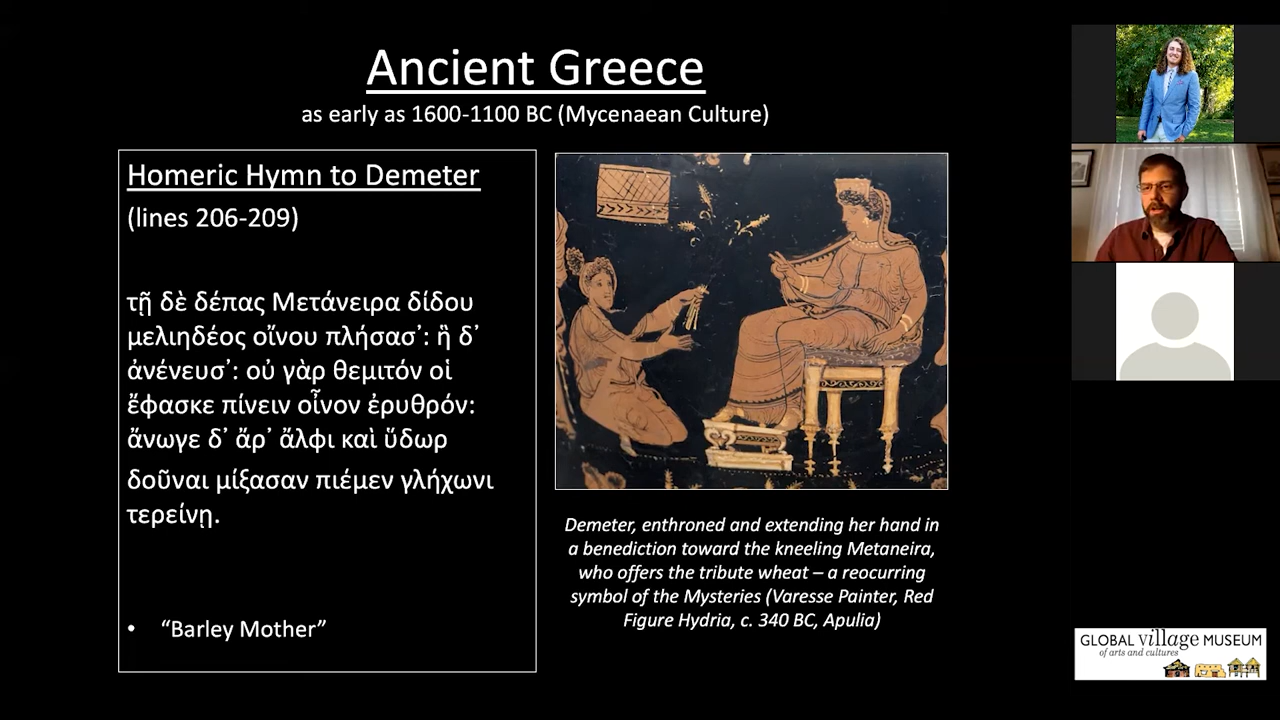 Ancient Greece
as early as 1600-1100 BC (Mycenaean Culture)
Homeric Hymn to Demeter
(lines 206-209)
τῇ δὲ δέπας Μετάνειρα δίδου
μελιηδέος οἴνου πλήσασ᾽: ἣ δ᾽
ἀνένευσ᾽: οὐ γὰρ θεμιτόν οἱ
ἔφασκε πίνειν οἶνον ἐρυθρόν:
ἄνωγε δ᾽ ἄρ᾽ ἄλφι καὶ ὕδωρ
δοῦναι μίξασαν πιέμεν γλήχωνι
τερείνῃ.
• “Barley Mother”
Demeter, enthroned and extending her hand in
a benediction toward the kneeling Metaneira,
who offers the tribute wheat – a reocurring
symbol of the Mysteries (Varesse Painter, Red
Figure Hydria, c. 340 BC, Apulia)
GLOBAL village MUSEUM
of arts and cultures